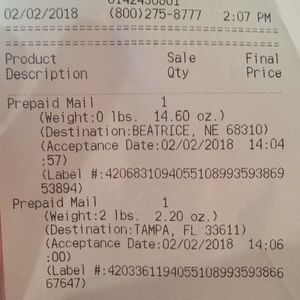 02/02/2018 (800)275-8777 2:07 PM
Product Sale Final
Description Qty Price
Prepaid Mail 1
(Weight:0 lbs. 14.60 oz.)
(Destination:BEATRICE, NE 68310)
(Acceptance Date:02/02/2018 14:04
:57)
(Label #:42068310940551089935938 69
53894)
Prepaid Mail 1
(Weight:2 lbs. 2.20 oz.)
(Destination:TAMPA, FL 33611)
(Acceptance Date:02/02/2018 14:06
:00)
(Label #:420336119405510899359386 6
67647)